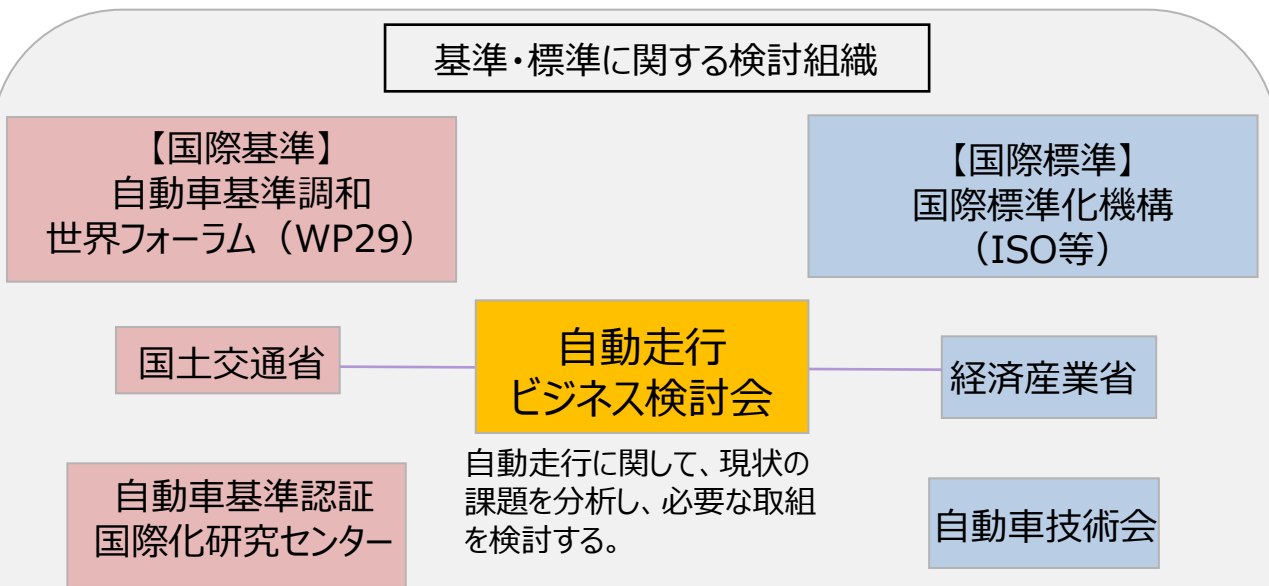 基準・標準に関する検討組織
【国際基準】
自動車基準調和
世界フォーラム（WP29）
【国際標準】
国際標準化機構
（ISO等）
国土交通省
自動走行
ビジネス検討会
経済産業省
自動走行に関して、現状の
課題を分析し、必要な取組
を検討する。
自動車基準認証
国際化研究センター
自動車技術会